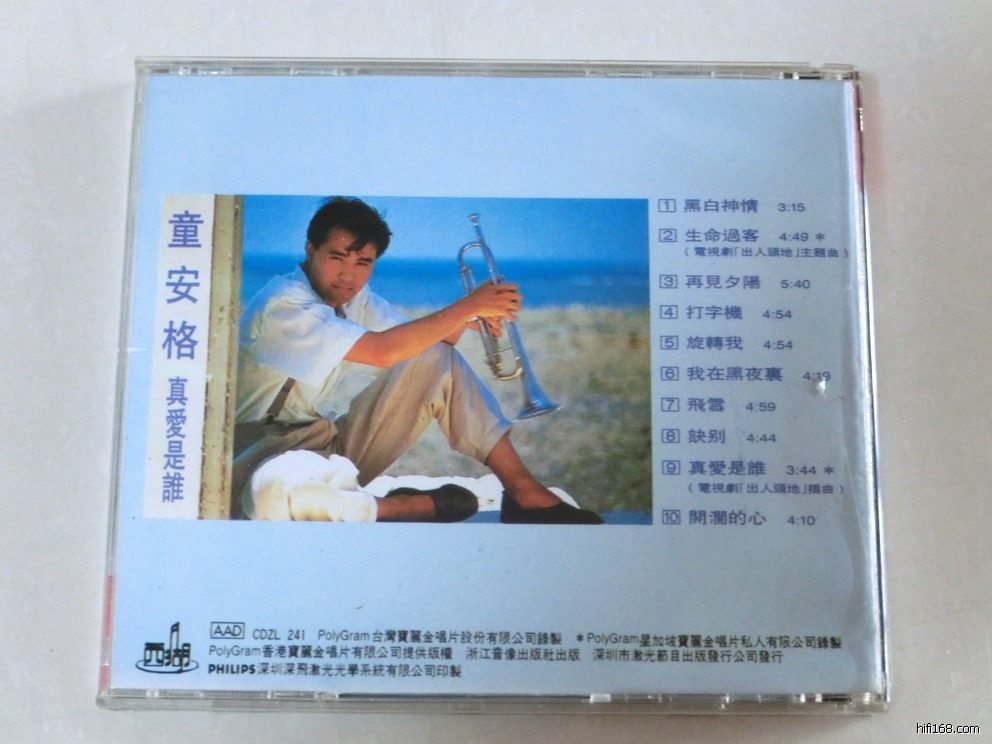 童安格
真愛是誰
1 黑白神情 3:15
2 生命過客 4:49 *
( 電視劇「出人頭地」主題曲 )
3 再見夕陽 5:40
4 打字機 4:54
5 旋轉我 4:54
6 我在黑夜裏 4:19
7 飛雪 4:59
8 訣別 4:44
9 真愛是誰 3:44 *
( 電視劇「出人頭地」插曲 )
10 開瀾的心 4:10
西湖
AAD CDZL 241 PolyGram台灣寶麗金唱片股份有限公司錄製 *PolyGram星加坡寶麗金唱片私人有限公司錄製
PolyGram香港寶麗金唱片有限公司提供版權 浙江音像出版社出版 深圳市激光節目出版發行公司發行
PHILIPS深圳深飛激光光學系統有限公司印製
hifi168.com